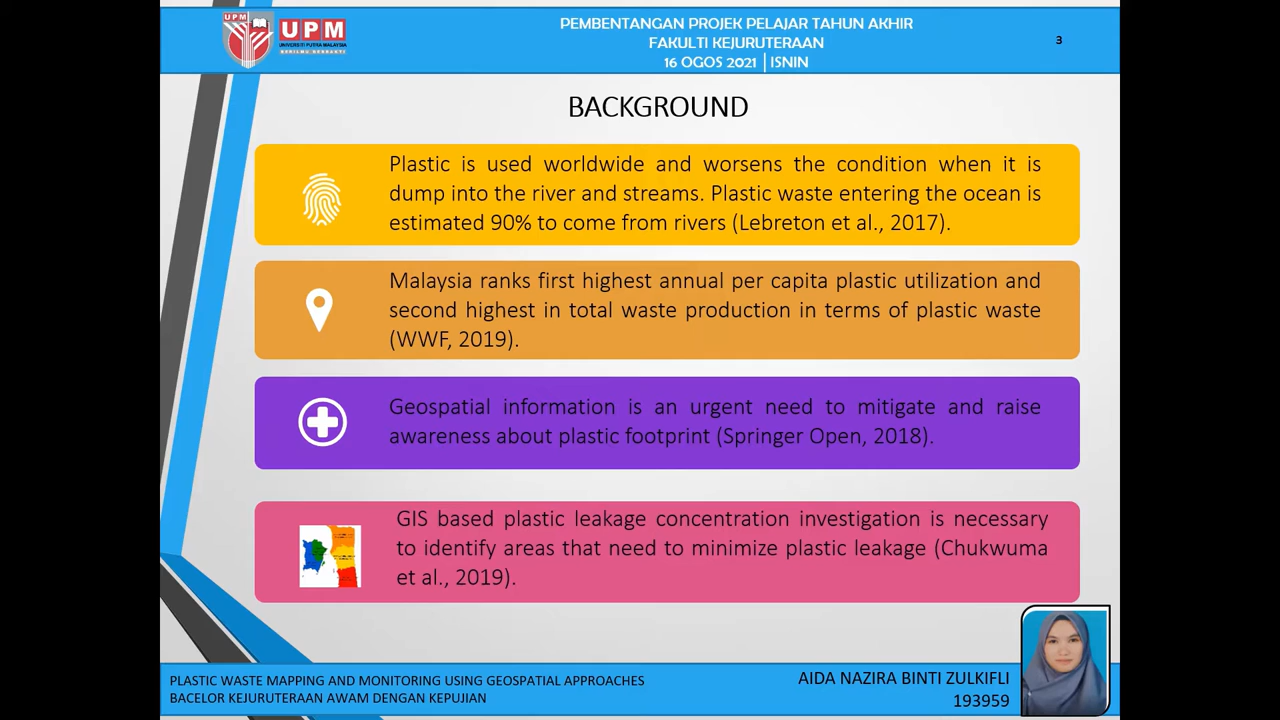 UPM
UPM
UNIVERSITI PUTRA MALAYSIA
BERILMU BERBAKTI
PEMBENTANGAN PROJEK PELAJAR TAHUN AKHIR
FAKULTI KEJURUTERAAN
16 OGOS 2021 | ISNIN
3
BACKGROUND
Plastic is used worldwide and worsens the condition when it is
dump into the river and streams. Plastic waste entering the ocean is
estimated 90% to come from rivers (Lebreton et al., 2017).
Malaysia ranks first highest annual per capita plastic utilization and
second highest in total waste production in terms of plastic waste
(WWF, 2019).
Geospatial information is an urgent need to mitigate and raise
awareness about plastic footprint (Springer Open, 2018).
GIS based plastic leakage concentration investigation is necessary
to identify areas that need to minimize plastic leakage (Chukwuma
et al., 2019).
PLASTIC WASTE MAPPING AND MONITORING USING GEOSPATIAL APPROACHES
BACELOR KEJURUTERAAN AWAM DENGAN KEPUJIAN
AIDA NAZIRA BINTI ZULKIFLI
193959